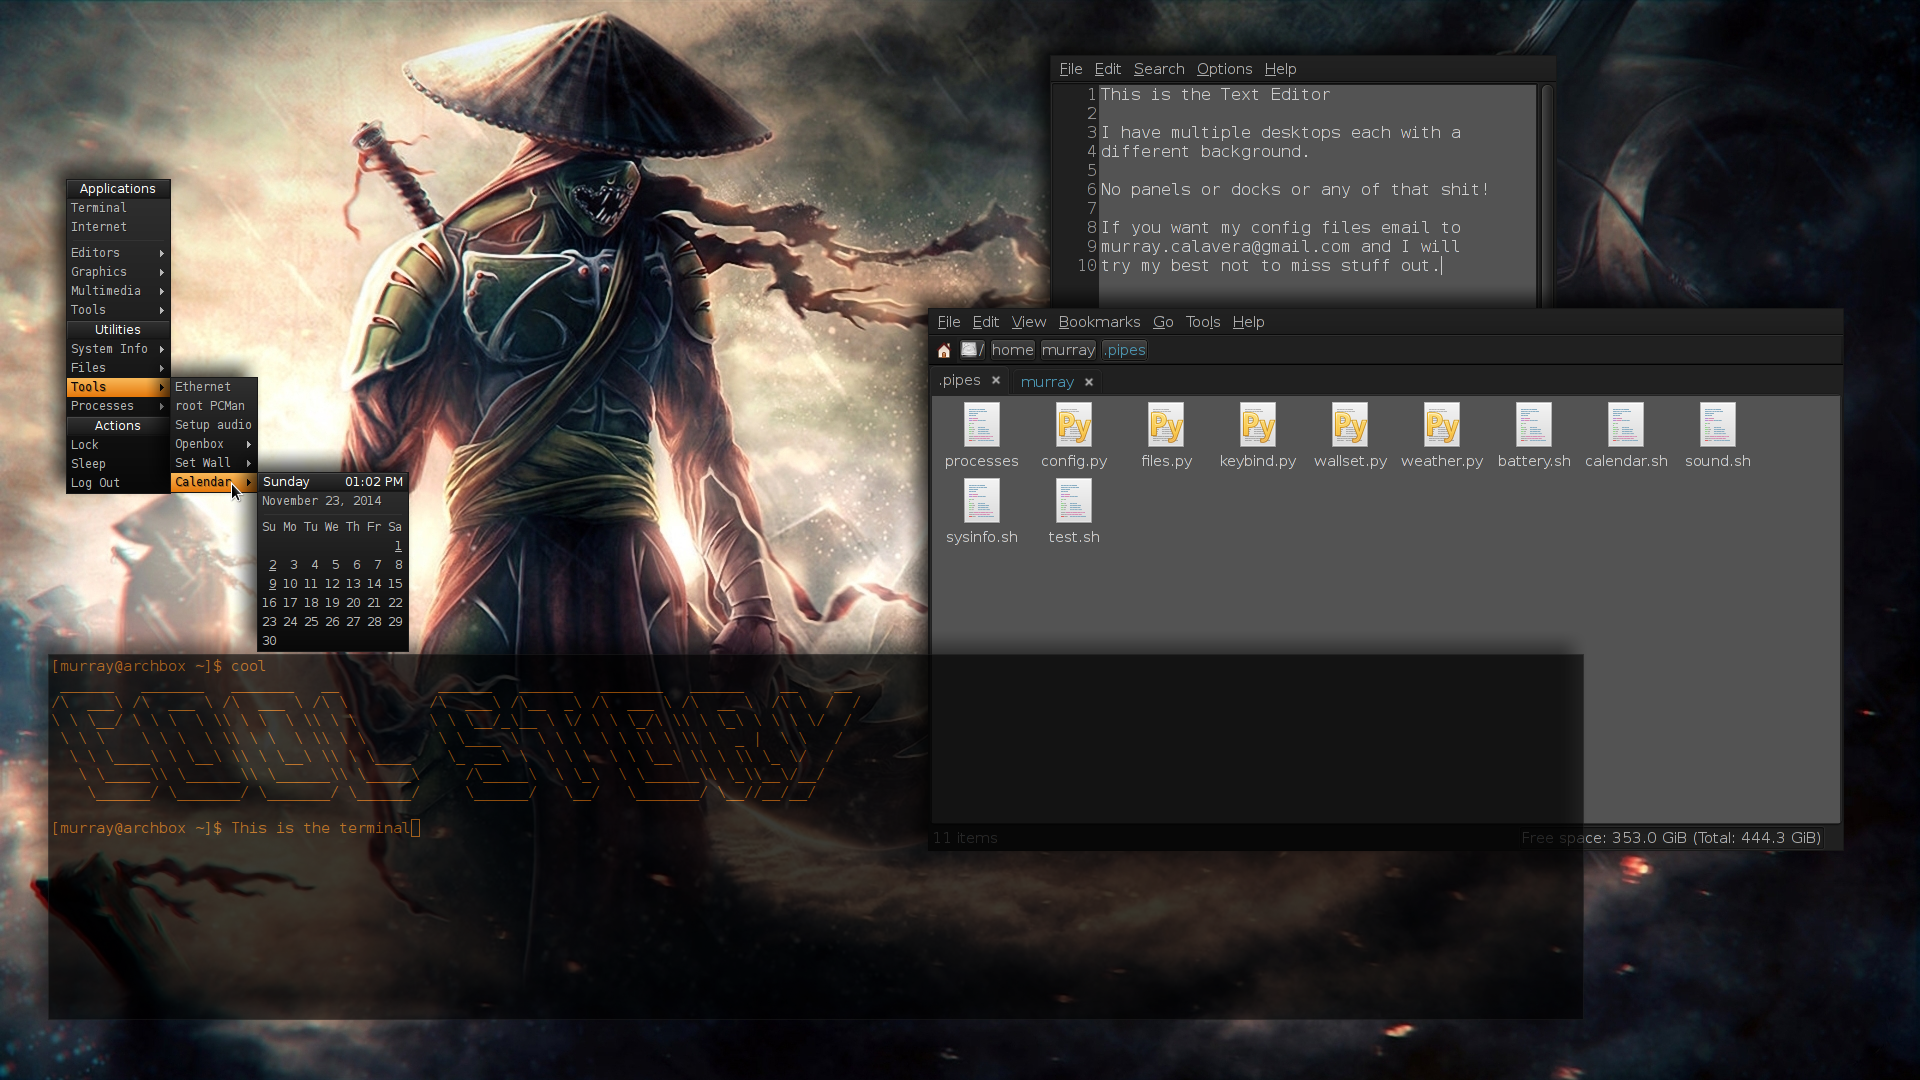 File Edit Search Options Help
1 This is the Text Editor
2
3 I have multiple desktops each with a
4 different background.
5
6 No panels or docks or any of that shit!
7
8 If you want my config files email to
9 murray.calavera@gmail.com and I will
10 try my best not to miss stuff out.
Applications
Terminal
Internet
Editors
Graphics
Multimedia
Tools
Utilities
System Info
Files
Tools
Processes
Actions
Lock
Sleep
Log Out
Ethernet
root PCMan
Setup audio
Openbox
Set Wall
Calendar
Sunday 01:02 PM
November 23, 2014
Su Mo Tu We Th Fr Sa
1
2 3 4 5 6 7 8
9 10 11 12 13 14 15
16 17 18 19 20 21 22
23 24 25 26 27 28 29
30
File Edit View Bookmarks Go Tools Help
/ home murray .pipes
.pipes murray
processes config.py files.py keybind.py wallset.py weather.py battery.sh calendar.sh sound.sh
sysinfo.sh test.sh
11 items Free space: 353.0 GiB (Total: 444.3 GiB)
[murray@archbox ~]$ cool
COOL STORY
[murray@archbox ~]$ This is the terminal